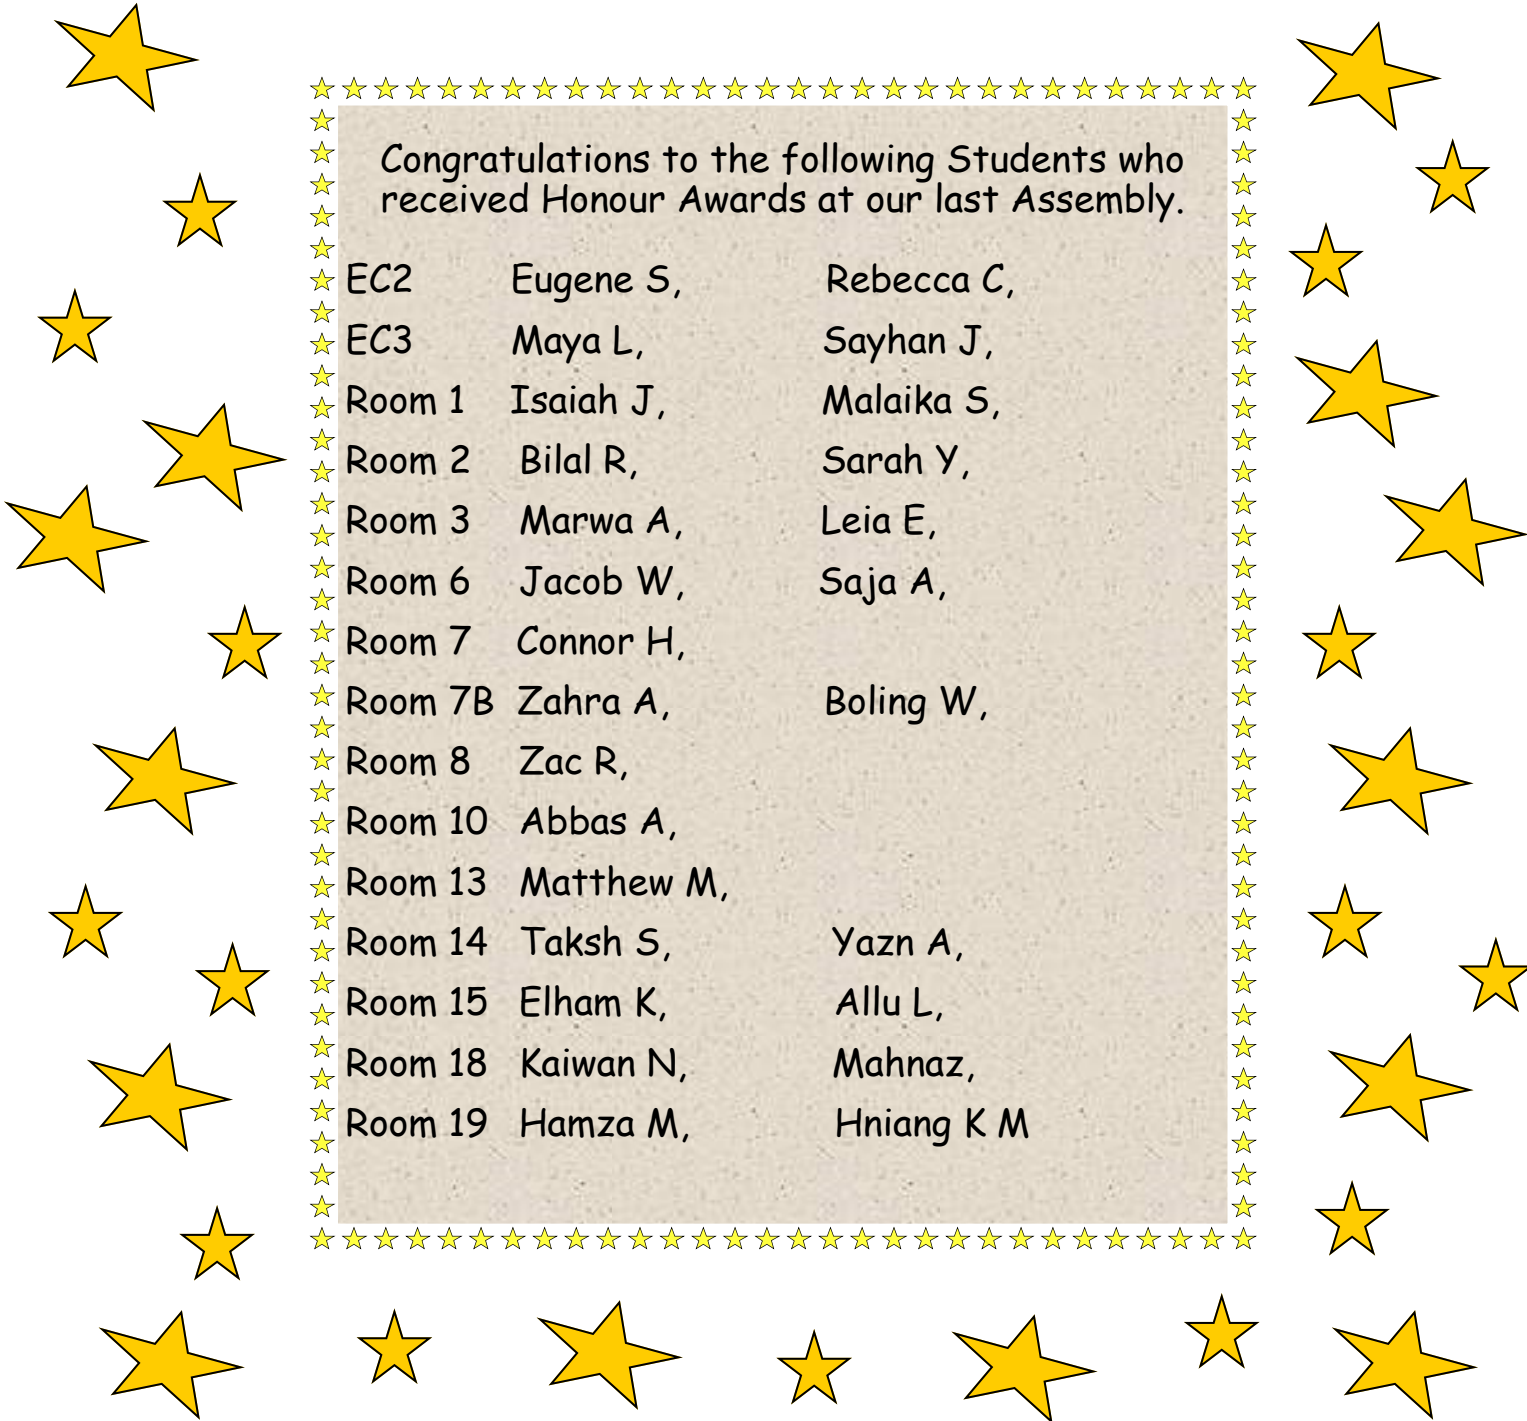 Congratulations to the following Students who
received Honour Awards at our last Assembly.
EC2 Eugene S, Rebecca C,
EC3 Maya L, Sayhan J,
Room 1 Isaiah J, Malaika S,
Room 2 Bilal R, Sarah Y,
Room 3 Marwa A, Leia E,
Room 6 Jacob W, Saja A,
Room 7 Connor H,
Room 7B Zahra A, Boling W,
Room 8 Zac R,
Room 10 Abbas A,
Room 13 Matthew M,
Room 14 Taksh S, Yazn A,
Room 15 Elham K, Allu L,
Room 18 Kaiwan N, Mahnaz,
Room 19 Hamza M, Hniang K M